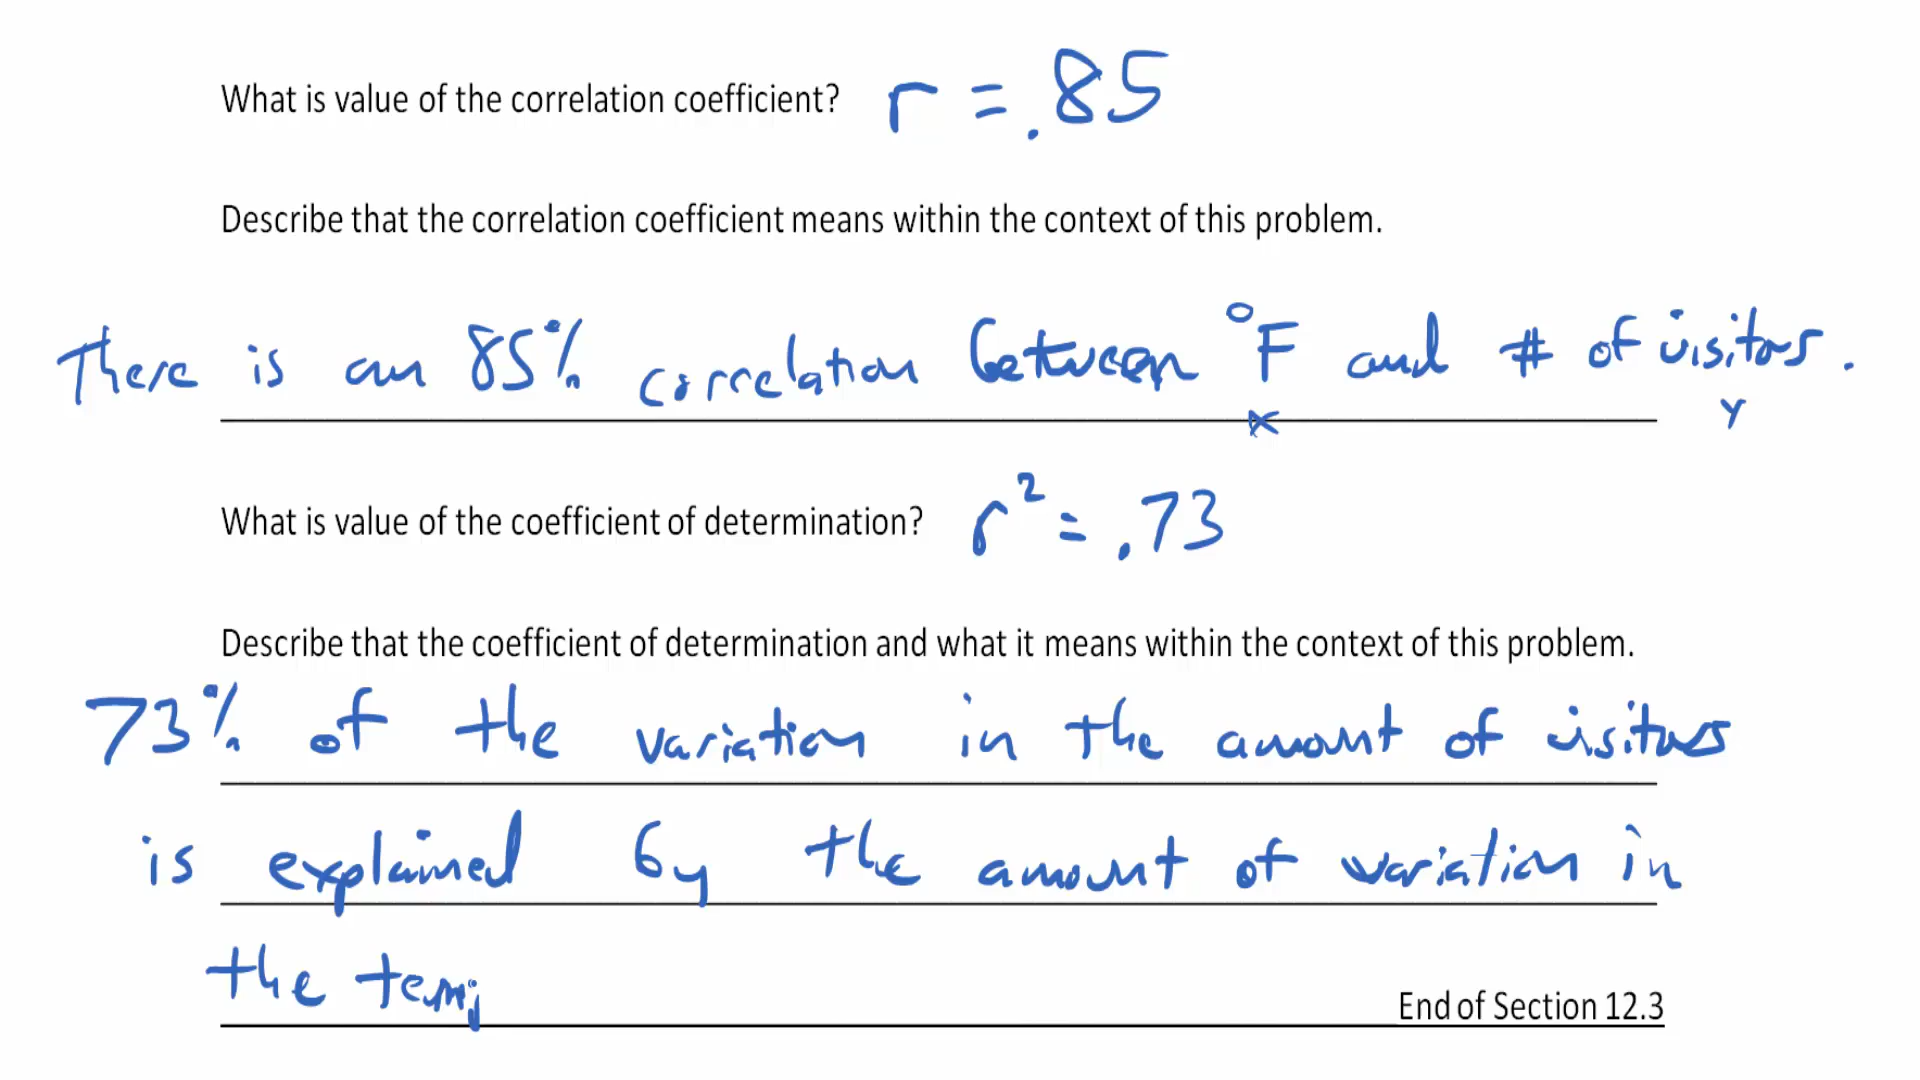 What is value of the correlation coefficient? r = .85
Describe that the correlation coefficient means within the context of this problem.
There is an 85% correlation between °F and # of visitors.
x y
What is value of the coefficient of determination? r² = .73
Describe that the coefficient of determination and what it means within the context of this problem.
73% of the variation in the amount of visitors
is explained by the amount of variation in
the temp
End of Section 12.3